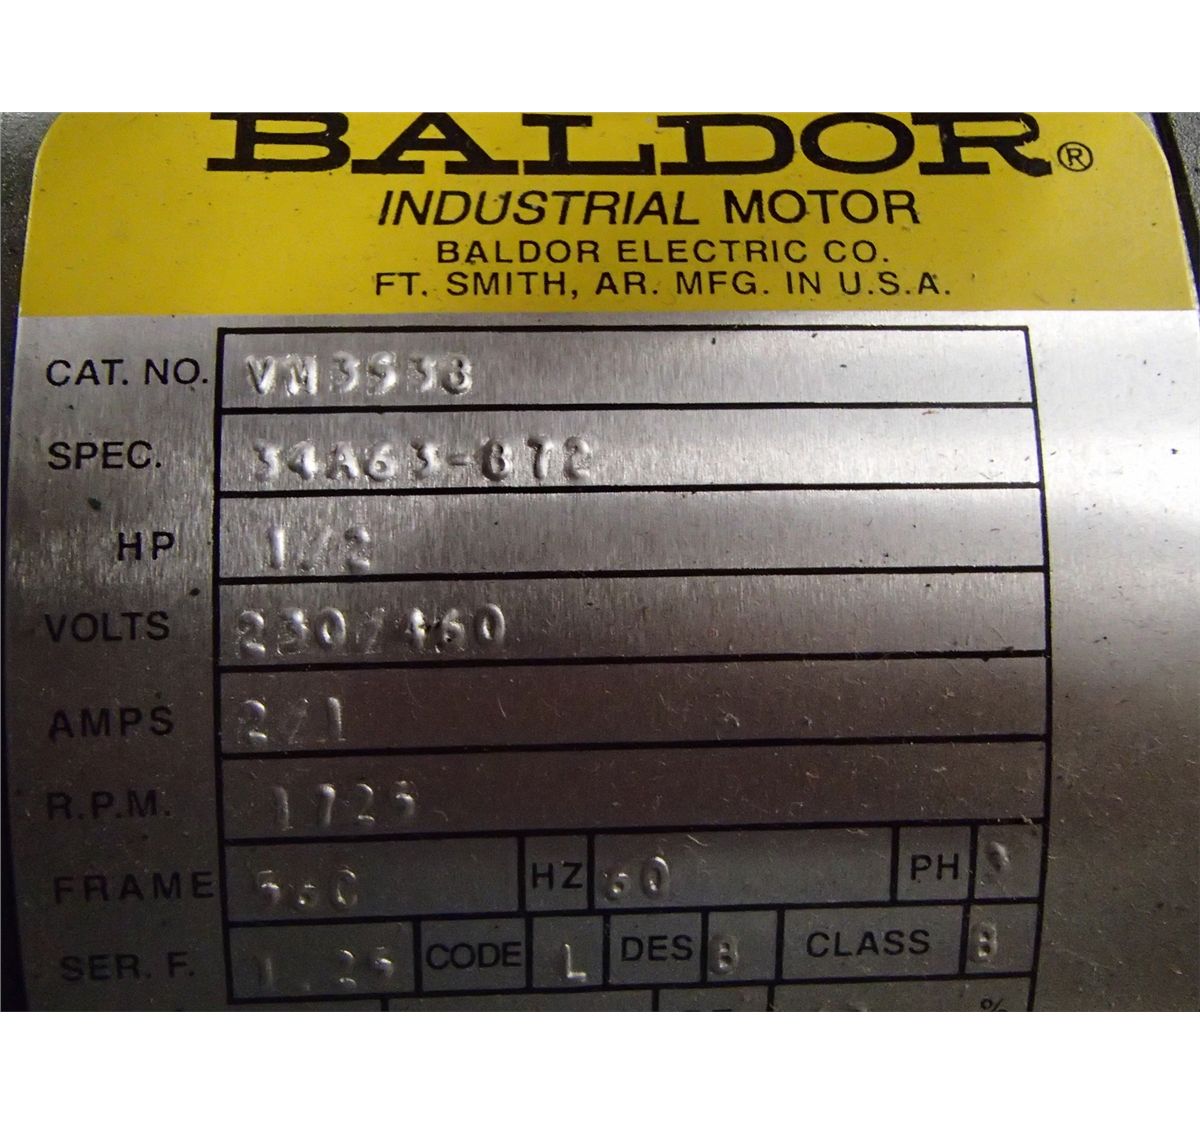 BALDOR®
INDUSTRIAL MOTOR
BALDOR ELECTRIC CO.
FT. SMITH, AR. MFG. IN U.S.A.
CAT. NO. VM3538
SPEC. 34A63-872
HP 1/2
VOLTS 230/460
AMPS 2/1
R.P.M. 1725
FRAME 56C HZ 60 PH 3
SER. F. 1.25 CODE L DES B CLASS B
%